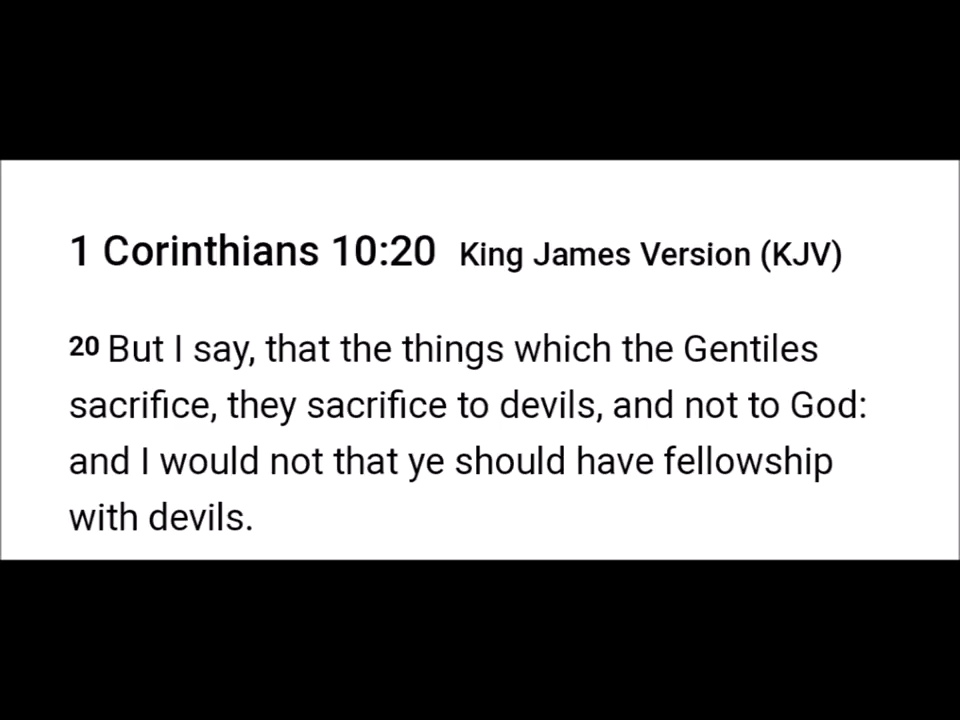 1 Corinthians 10:20 King James Version (KJV)
20 But I say, that the things which the Gentiles
sacrifice, they sacrifice to devils, and not to God:
and I would not that ye should have fellowship
with devils.